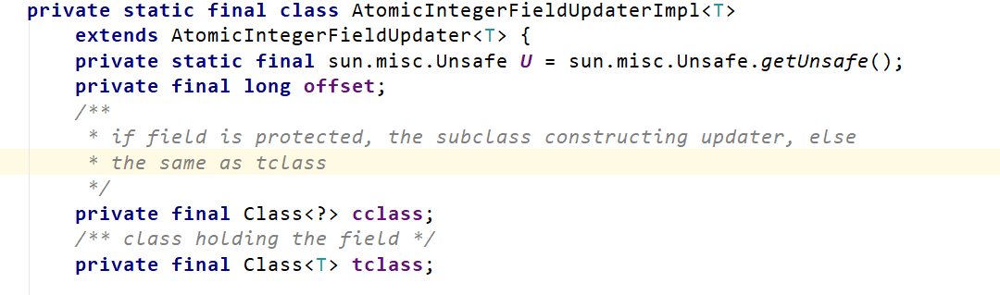 private static final class AtomicIntegerFieldUpdaterImpl<T>
extends AtomicIntegerFieldUpdater<T> {
private static final sun.misc.Unsafe U = sun.misc.Unsafe.getUnsafe();
private final long offset;
/**
* if field is protected, the subclass constructing updater, else
* the same as tclass
*/
private final Class<?> cclass;
/** class holding the field */
private final Class<T> tclass;